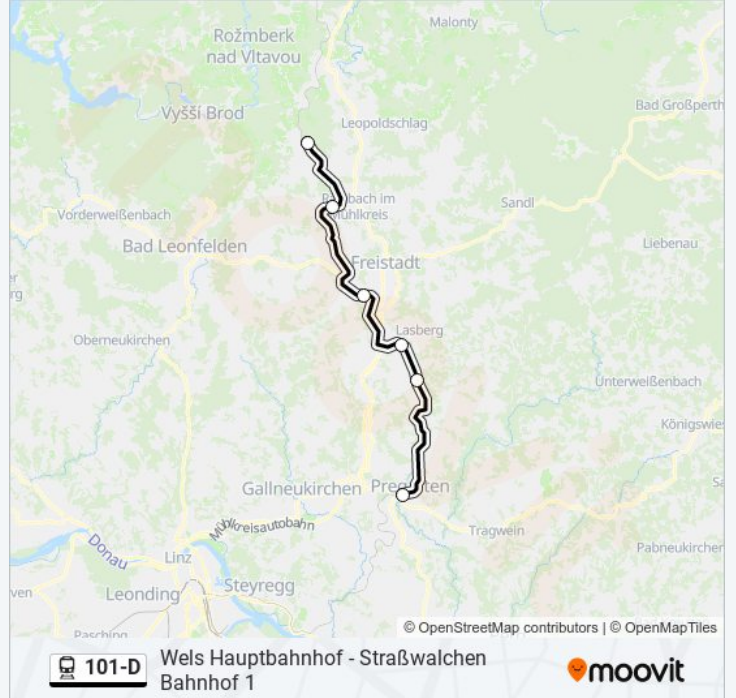 Malonty
Rožmberk
nad Vltavou
Bad Großperth
Vyšší Brod
Leopoldschlag
Sandl
Vorderweißenbach
Mühlkreis
Bad Leonfelden
Liebenau
Freistadt
Lasberg
Oberneukirchen
Unterweißenbach
Königswies
Gallneukirchen
Mühlkreisautobahn
Tragwein
Donau
Linz
Pabneukirchen
Steyregg
Leonding
Pasching
© OpenStreetMap contributors | © OpenMapTiles
101-D
Wels Hauptbahnhof - Straßwalchen
Bahnhof 1
moovit